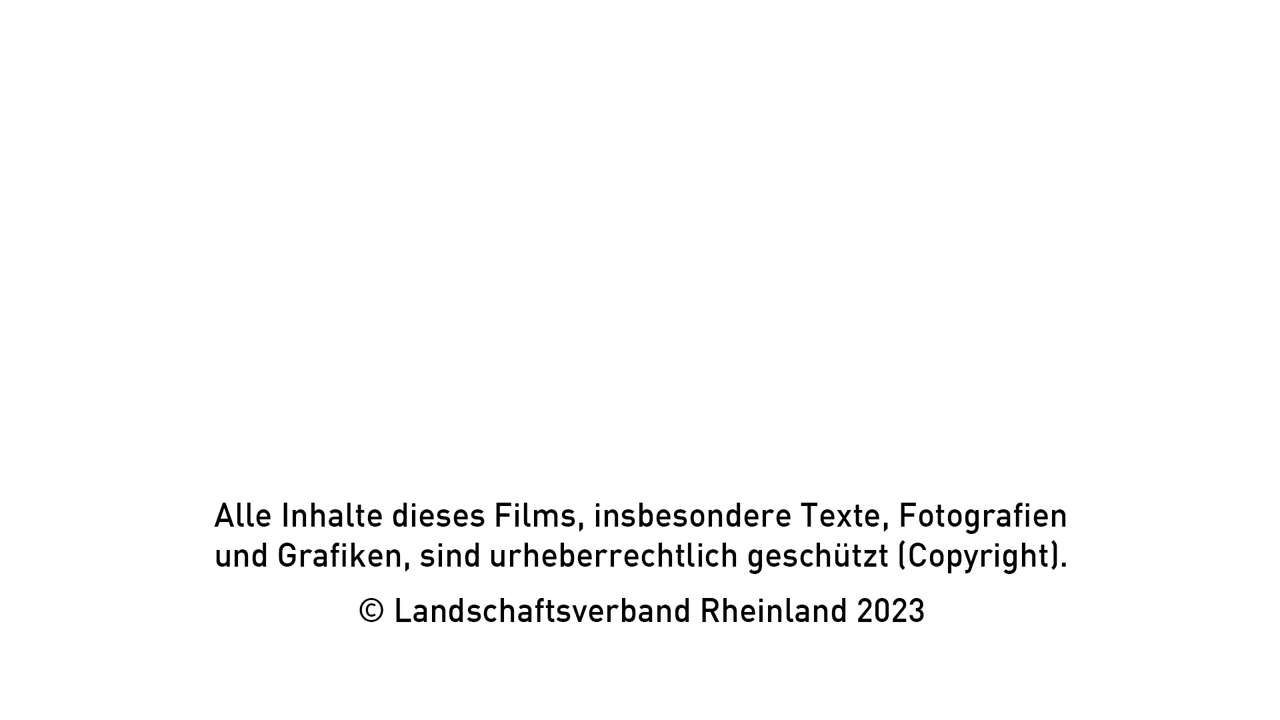 Alle Inhalte dieses Films, insbesondere Texte, Fotografien
und Grafiken, sind urheberrechtlich geschützt (Copyright).
© Landschaftsverband Rheinland 2023